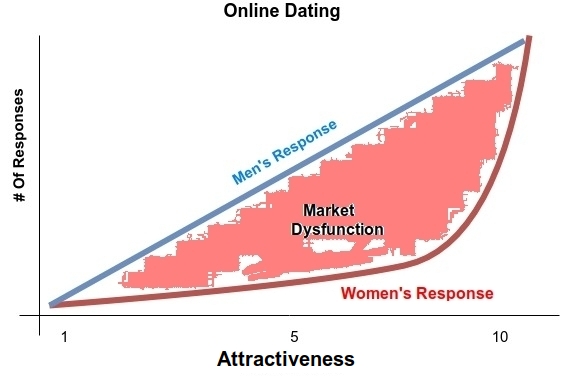 Online Dating
# Of Responses
Men's Response
Market
Dysfunction
Women's Response
1 5 10
Attractiveness